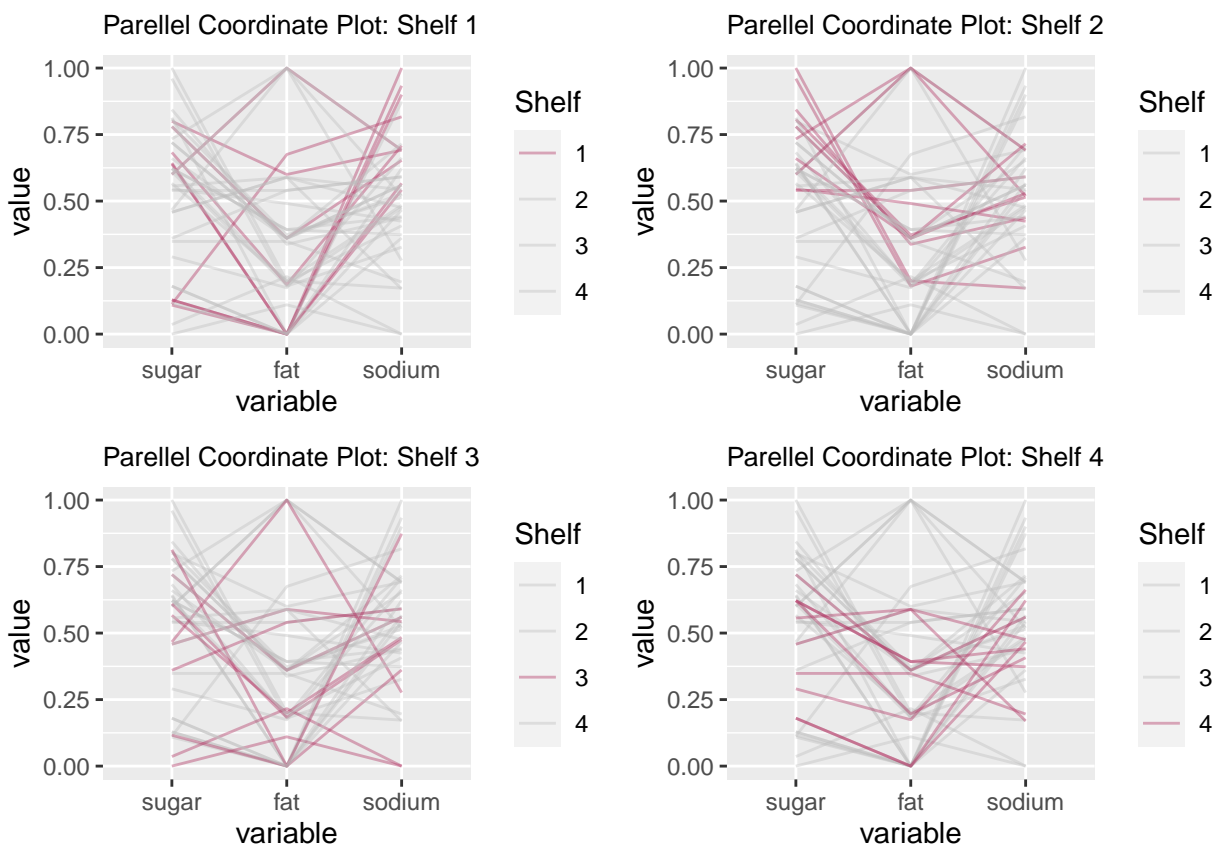 Parellel Coordinate Plot: Shelf 1
1.00
0.75
0.50
0.25
0.00
value
sugar fat sodium
variable
Shelf
1
2
3
4
Parellel Coordinate Plot: Shelf 2
1.00
0.75
0.50
0.25
0.00
value
sugar fat sodium
variable
Shelf
1
2
3
4
Parellel Coordinate Plot: Shelf 3
1.00
0.75
0.50
0.25
0.00
value
sugar fat sodium
variable
Shelf
1
2
3
4
Parellel Coordinate Plot: Shelf 4
1.00
0.75
0.50
0.25
0.00
value
sugar fat sodium
variable
Shelf
1
2
3
4